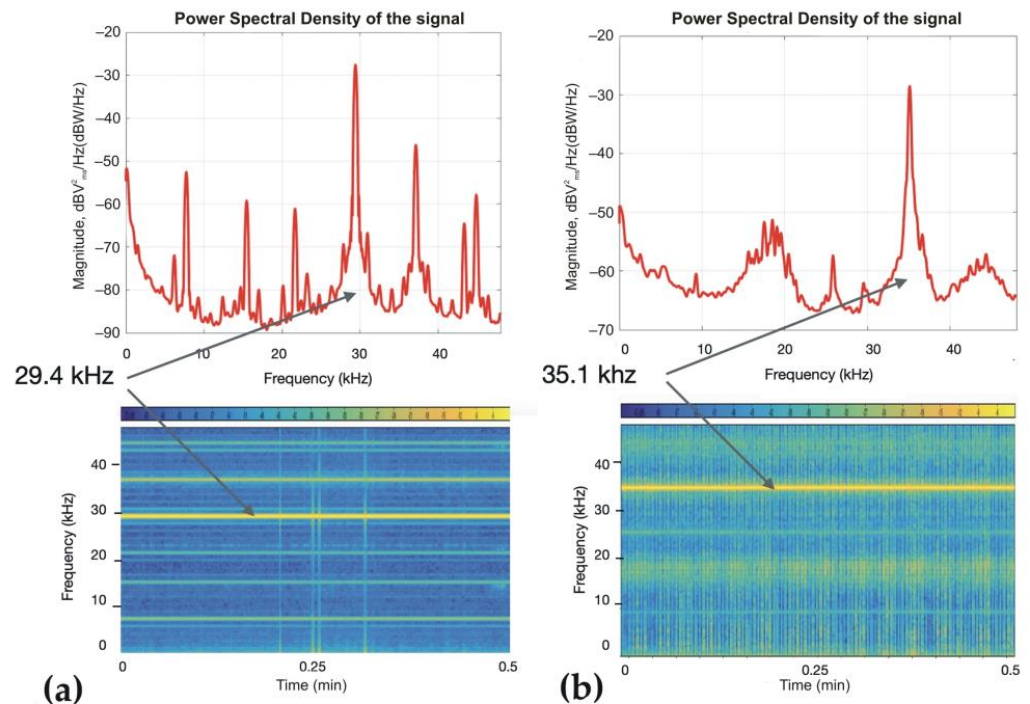 Power Spectral Density of the signal
–20
–30
–40
–50
–60
–70
–80
–90
Magnitude, dBV²rms/Hz(dBW/Hz)
0
10
20
30
40
Frequency (kHz)
29.4 kHz
40
30
20
10
0
Frequency (kHz)
0
0.25
0.5
Time (min)
(a)
Power Spectral Density of the signal
–20
–30
–40
–50
–60
–70
Magnitude, dBV²rms/Hz(dBW/Hz)
0
10
20
30
40
Frequency (kHz)
35.1 khz
40
30
20
10
0
Frequency (kHz)
0
0.25
0.5
Time (min)
(b)